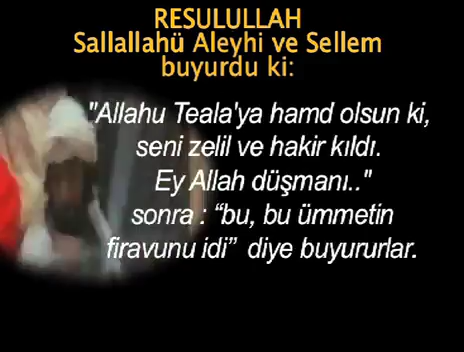 RESULULLAH
Sallallahü Aleyhi ve Sellem
buyurdu ki:
"Allahu Teala'ya hamd olsun ki,
seni zelil ve hakir kıldı.
Ey Allah düşmanı.."
sonra : “bu, bu ümmetin
firavunu idi” diye buyururlar.